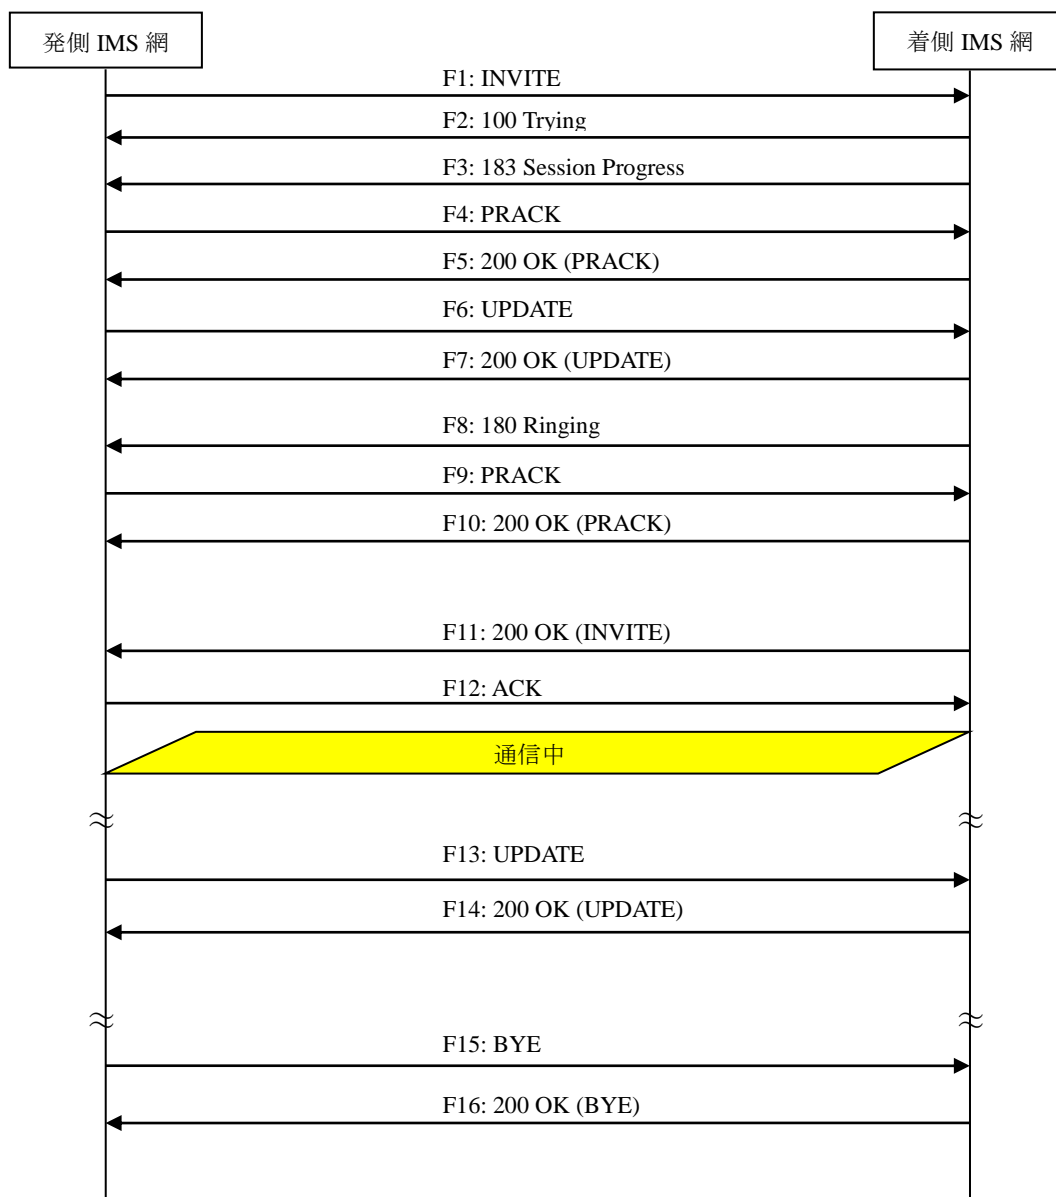 発側 IMS 網
着側 IMS 網
F1: INVITE
F2: 100 Trying
F3: 183 Session Progress
F4: PRACK
F5: 200 OK (PRACK)
F6: UPDATE
F7: 200 OK (UPDATE)
F8: 180 Ringing
F9: PRACK
F10: 200 OK (PRACK)
F11: 200 OK (INVITE)
F12: ACK
通信中
F13: UPDATE
F14: 200 OK (UPDATE)
F15: BYE
F16: 200 OK (BYE)